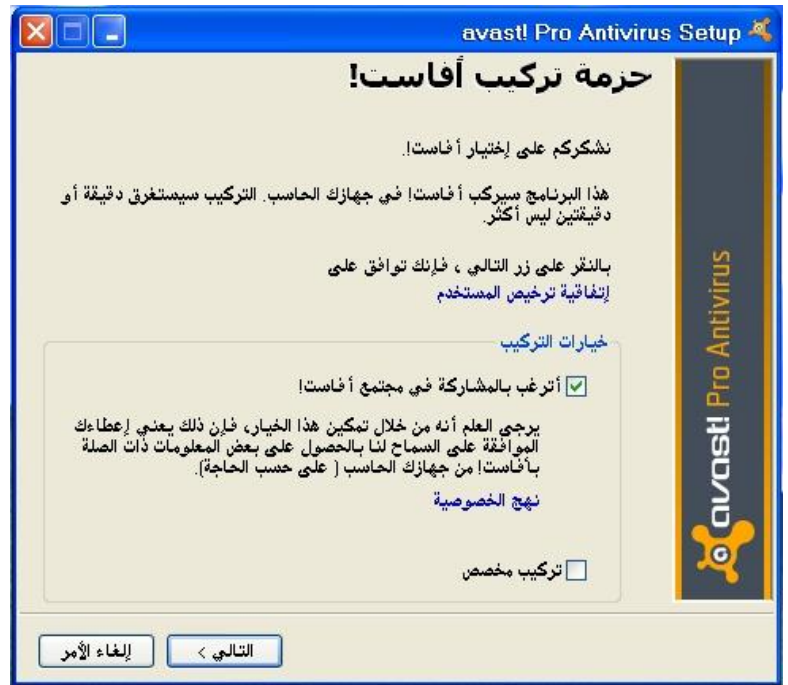 avast! Pro Antivirus Setup
حزمة تركيب أفاست!
نشكركم على إختيار أفاست!.
هذا البرنامج سيركب أفاست! في جهازك الحاسب. التركيب سيستغرق دقيقة أو
دقيقتين ليس أكثر.
بالنقر على زر التالي ، فإنك توافق على
إتفاقية ترخيص المستخدم
خيارات التركيب
أترغب بالمشاركة في مجتمع أفاست!
يرجى العلم أنه من خلال تمكين هذا الخيار، فإن ذلك يعني إعطاءك
الموافقة على السماح لنا بالحصول على بعض المعلومات ذات الصلة
بأفاست! من جهازك الحاسب ( على حسب الحاجة).
نهج الخصوصية
تركيب مخصص
avast! Pro Antivirus
التالي >
إلغاء الأمر